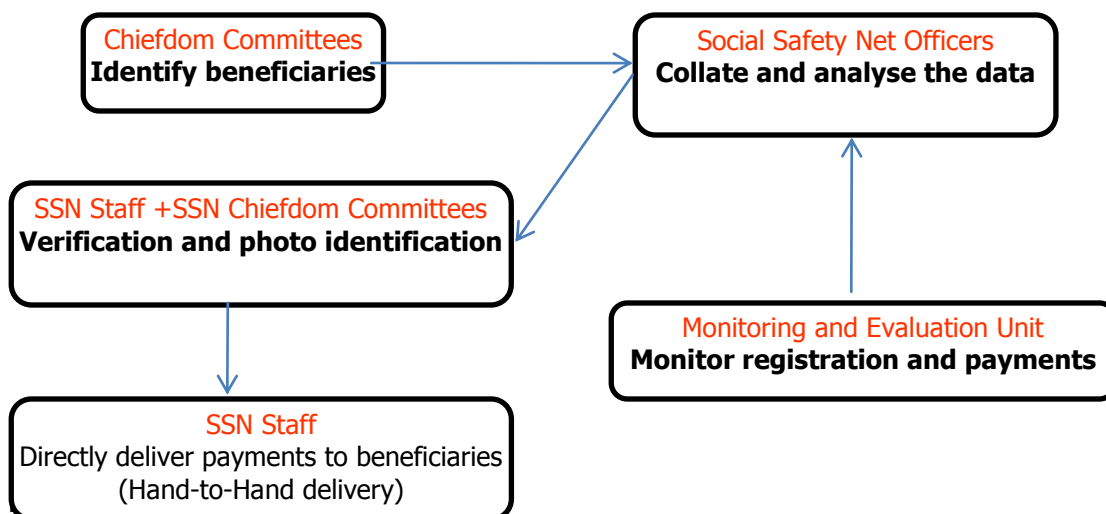 Chiefdom Committees
Identify beneficiaries
Social Safety Net Officers
Collate and analyse the data
SSN Staff +SSN Chiefdom Committees
Verification and photo identification
Monitoring and Evaluation Unit
Monitor registration and payments
SSN Staff
Directly deliver payments to beneficiaries
(Hand-to-Hand delivery)